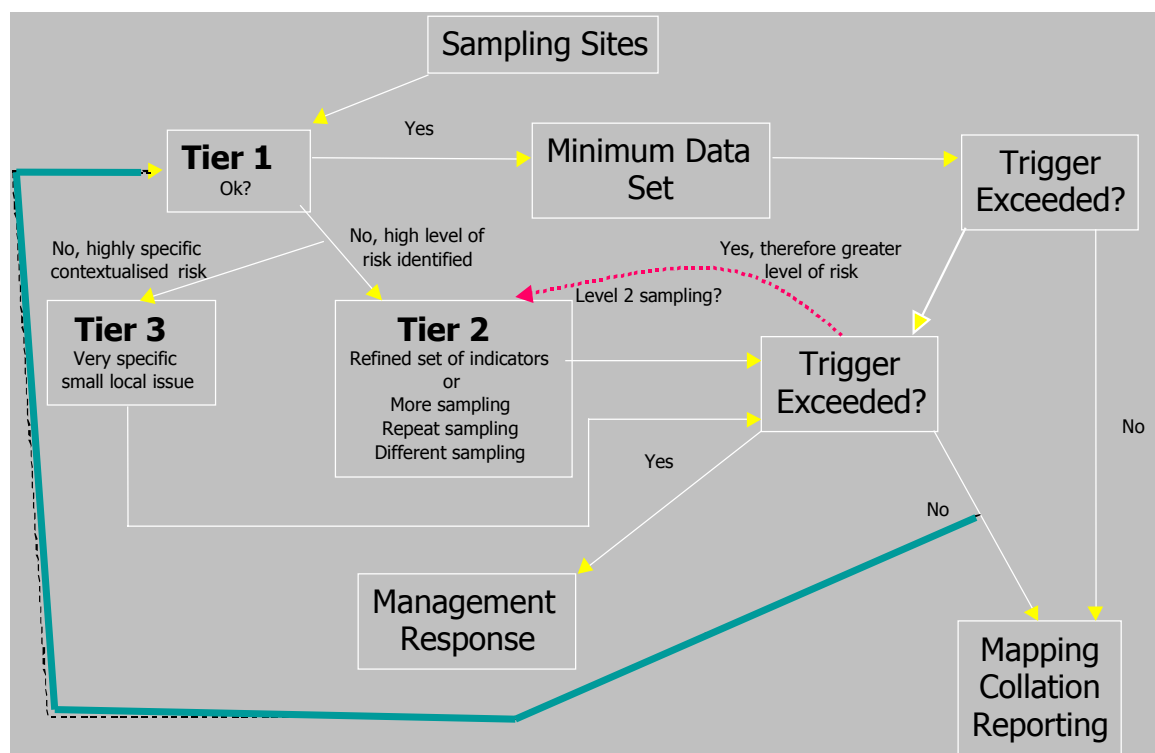 Sampling Sites
Yes
Tier 1
Ok?
Minimum Data
Set
Trigger
Exceeded?
No, highly specific
contextualised risk
No, high level of
risk identified
Yes, therefore greater
level of risk
Level 2 sampling?
Tier 3
Very specific
small local issue
Tier 2
Refined set of indicators
or
More sampling
Repeat sampling
Different sampling
Trigger
Exceeded?
No
Yes
No
Management
Response
Mapping
Collation
Reporting